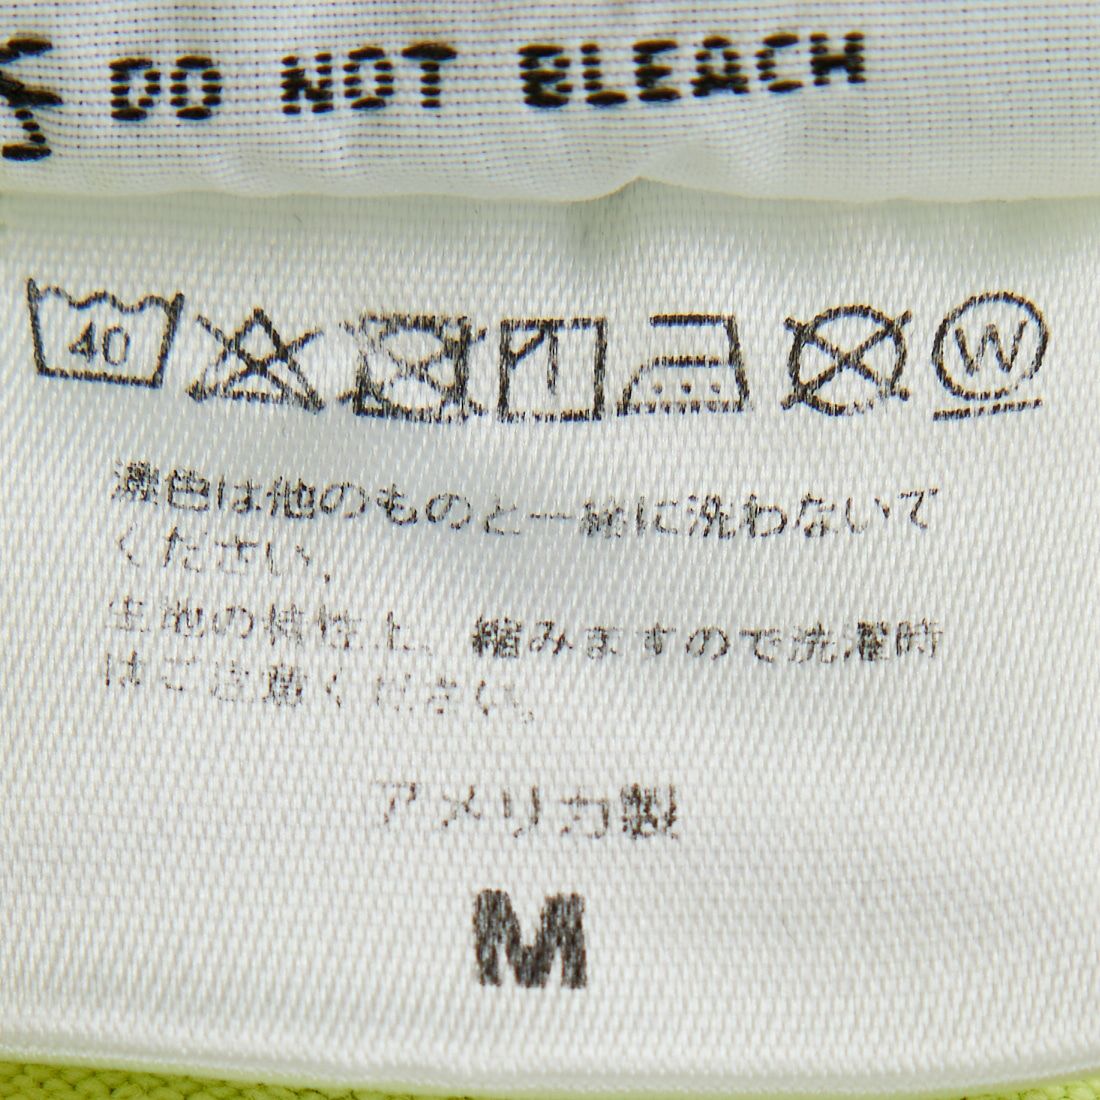 DO NOT BLEACH
40
W
濃色は他のものと一緒に洗わないで
ください。
生地の特性上、縮みますので洗濯時
はご注意ください。
アメリカ製
M